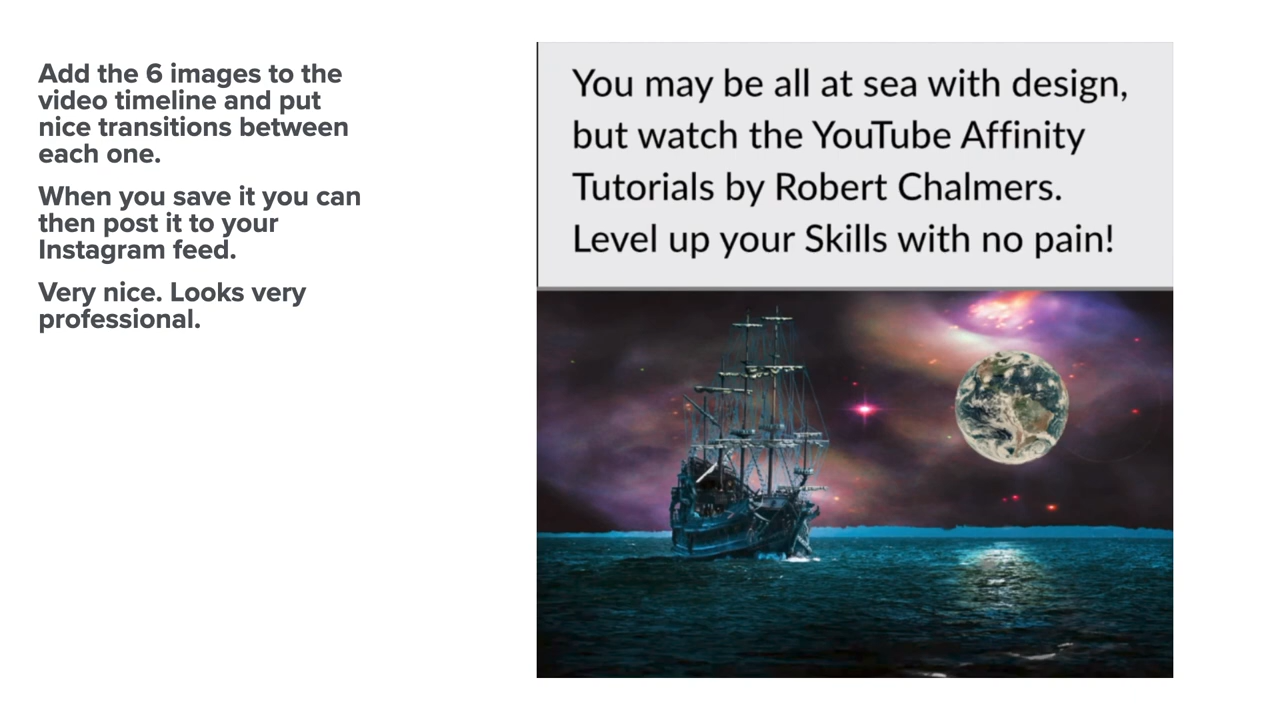 Add the 6 images to the
video timeline and put
nice transitions between
each one.
When you save it you can
then post it to your
Instagram feed.
Very nice. Looks very
professional.
You may be all at sea with design,
but watch the YouTube Affinity
Tutorials by Robert Chalmers.
Level up your Skills with no pain!